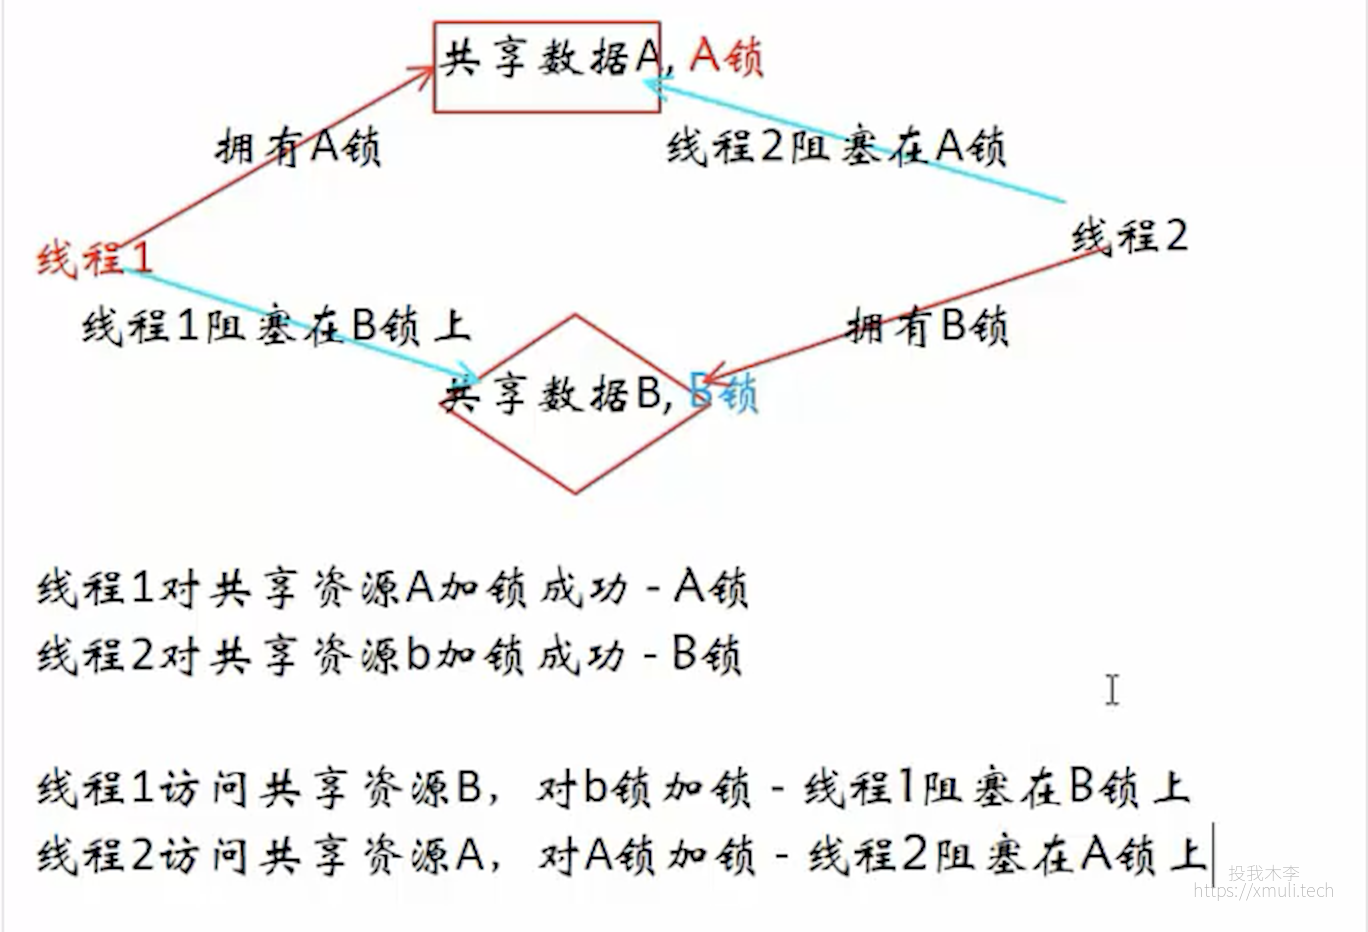 共享数据A, A锁
拥有A锁
线程2阻塞在A锁
线程2
线程1
线程1阻塞在B锁上
拥有B锁
共享数据B, B锁
线程1对共享资源A加锁成功 - A锁
线程2对共享资源b加锁成功 - B锁
线程1访问共享资源B，对b锁加锁 - 线程1阻塞在B锁上
线程2访问共享资源A，对A锁加锁 - 线程2阻塞在A锁上
投我木李
https://xmuli.tech